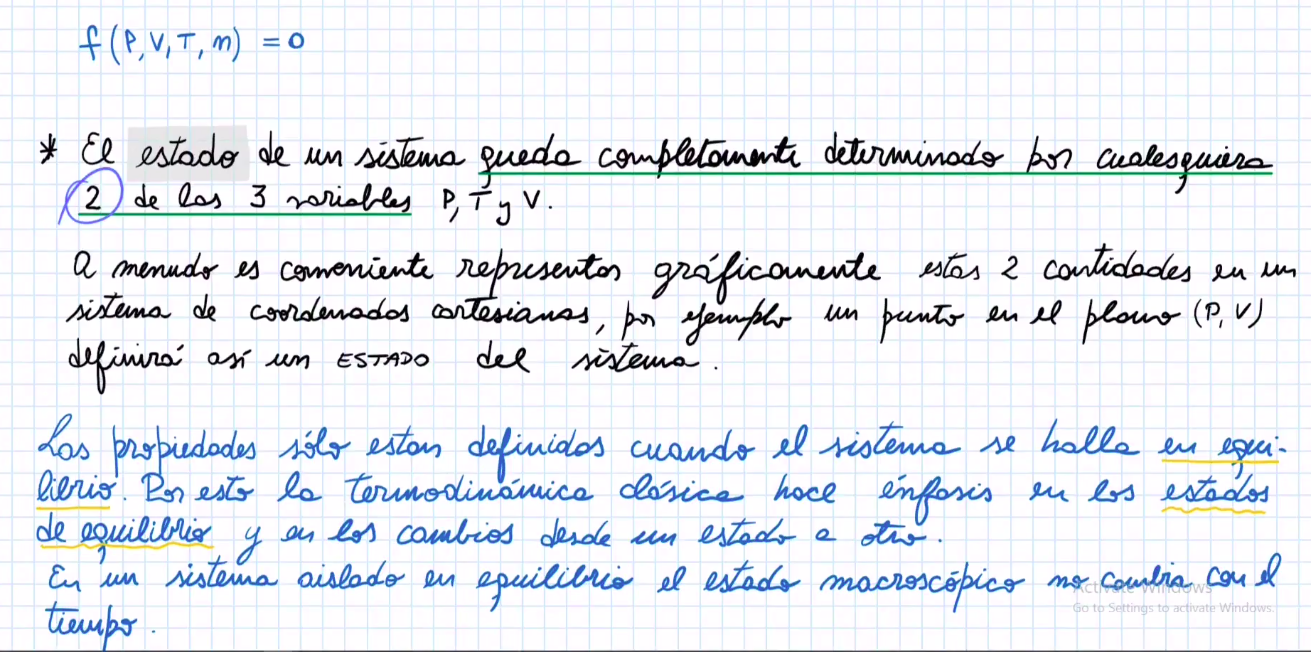 f(P, V, T, n) = 0
* El estado de un sistema queda completamente determinado por cualesquiera
2 de las 3 variables P, T y V.
A menudo es conveniente representar gráficamente estas 2 cantidades en un
sistema de coordenadas cartesianas, por ejemplo un punto en el plano (P, V)
definirá así un ESTADO del sistema.
Las propiedades sólo estan definidas cuando el sistema se halla en equi-
librio. Por esto la termodinámica clásica hace énfasis en los estados
de equilibrio y en los cambios desde un estado a otro.
En un sistema aislado en equilibrio el estado macroscópico no cambia con el
tiempo.
Activate Windows
Go to Settings to activate Windows.